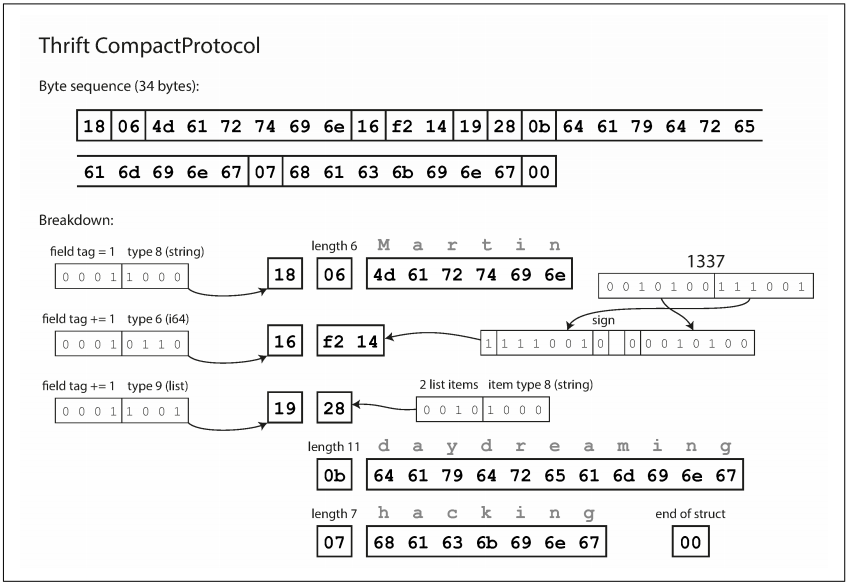 Thrift CompactProtocol
Byte sequence (34 bytes):
18 06 4d 61 72 74 69 6e 16 f2 14 19 28 0b 64 61 79 64 72 65
61 6d 69 6e 67 07 68 61 63 6b 69 6e 67 00
Breakdown:
field tag = 1 type 8 (string)
0 0 0 1 1 0 0 0
18
length 6
06
M a r t i n
4d 61 72 74 69 6e
1337
0 0 1 0 1 0 0 1 1 1 0 0 1
field tag += 1 type 6 (i64)
0 0 0 1 0 1 1 0
16
f2 14
sign
1 1 1 1 0 0 1 0 0 0 0 1 0 1 0 0
field tag += 1 type 9 (list)
0 0 0 1 1 0 0 1
19
28
2 list items item type 8 (string)
0 0 1 0 1 0 0 0
length 11
0b
d a y d r e a m i n g
64 61 79 64 72 65 61 6d 69 6e 67
length 7
07
h a c k i n g
68 61 63 6b 69 6e 67
end of struct
00